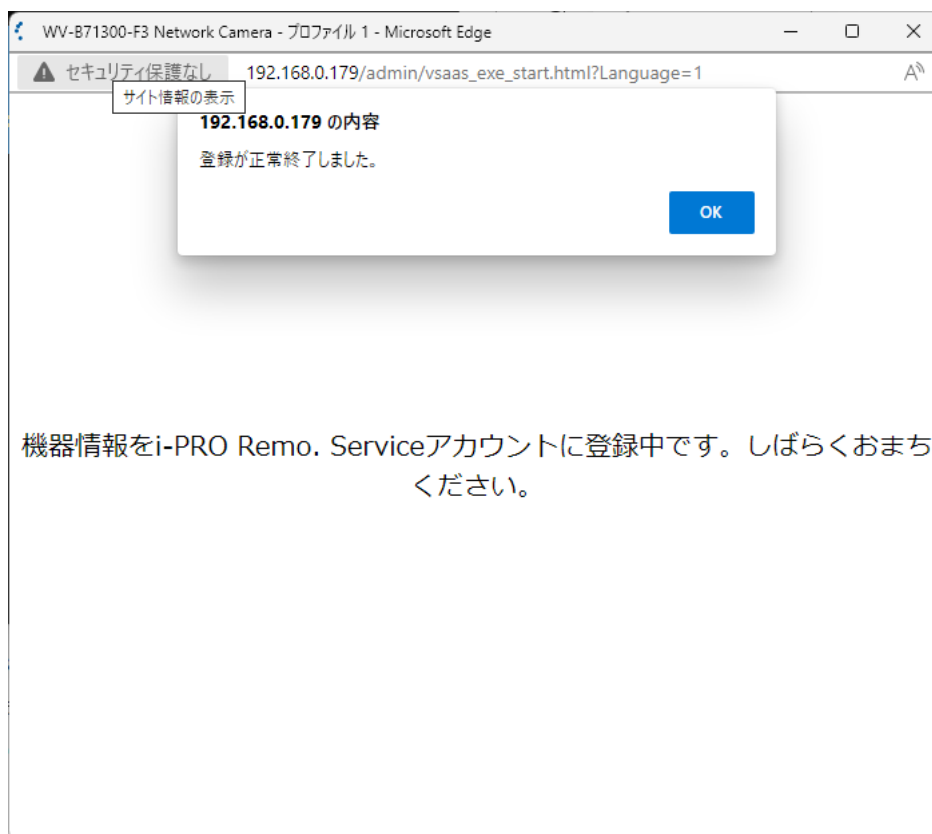 WV-B71300-F3 Network Camera - プロファイル 1 - Microsoft Edge
セキュリティ保護なし 192.168.0.179/admin/vsaas_exe_start.html?Language=1
サイト情報の表示
192.168.0.179 の内容
登録が正常終了しました。
OK
機器情報をi-PRO Remo. Serviceアカウントに登録中です。しばらくおまち
ください。